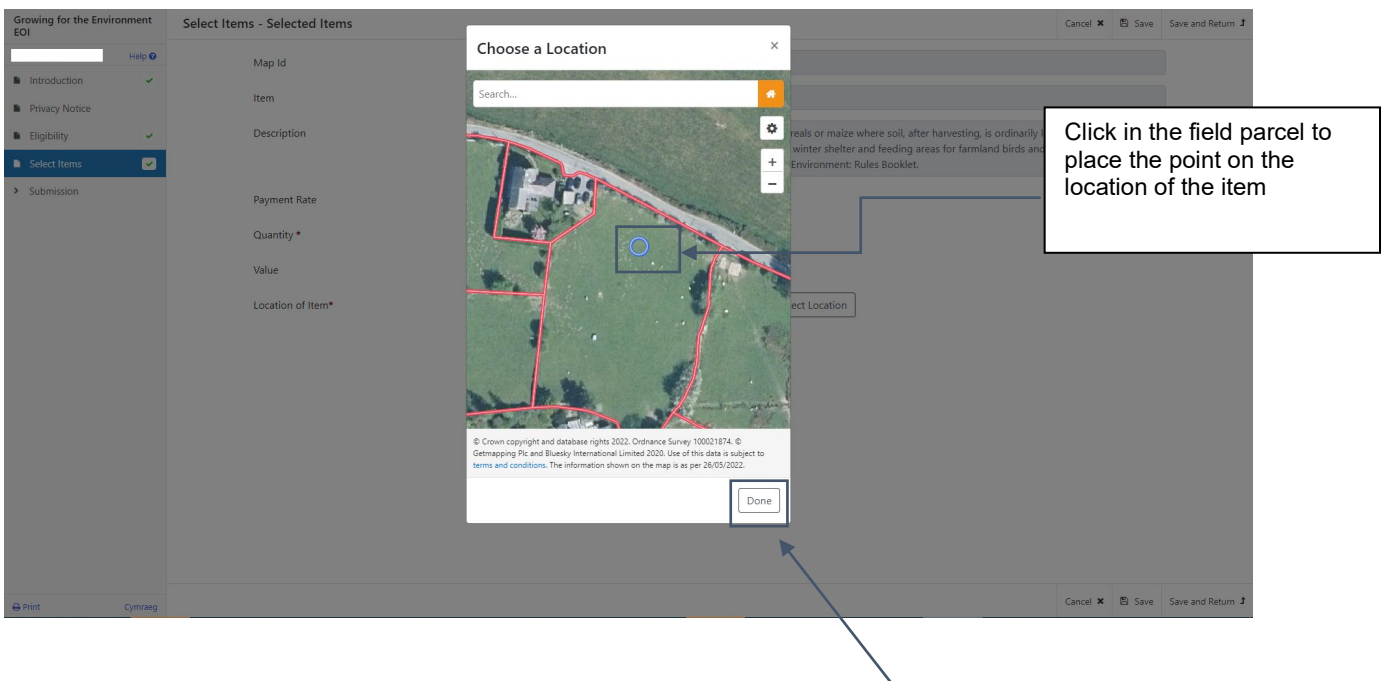 Growing for the Environment
EOI
Help
Introduction
Privacy Notice
Eligibility
Select Items
Submission
Print
Cymraeg
Select Items - Selected Items
Cancel ✖ Save Save and Return
Map Id
Item
Description
Payment Rate
Quantity *
Value
Location of Item*
reals or maize where soil, after harvesting, is ordinarily
winter shelter and feeding areas for farmland birds and
Environment: Rules Booklet.
ect Location
Choose a Location ×
Search...
+
−
© Crown copyright and database rights 2022. Ordnance Survey 100021874. ©
Getmapping Plc and Bluesky International Limited 2020. Use of this data is subject to
terms and conditions. The information shown on the map is as per 26/05/2022.
Done
Click in the field parcel to
place the point on the
location of the item
Cancel ✖ Save Save and Return